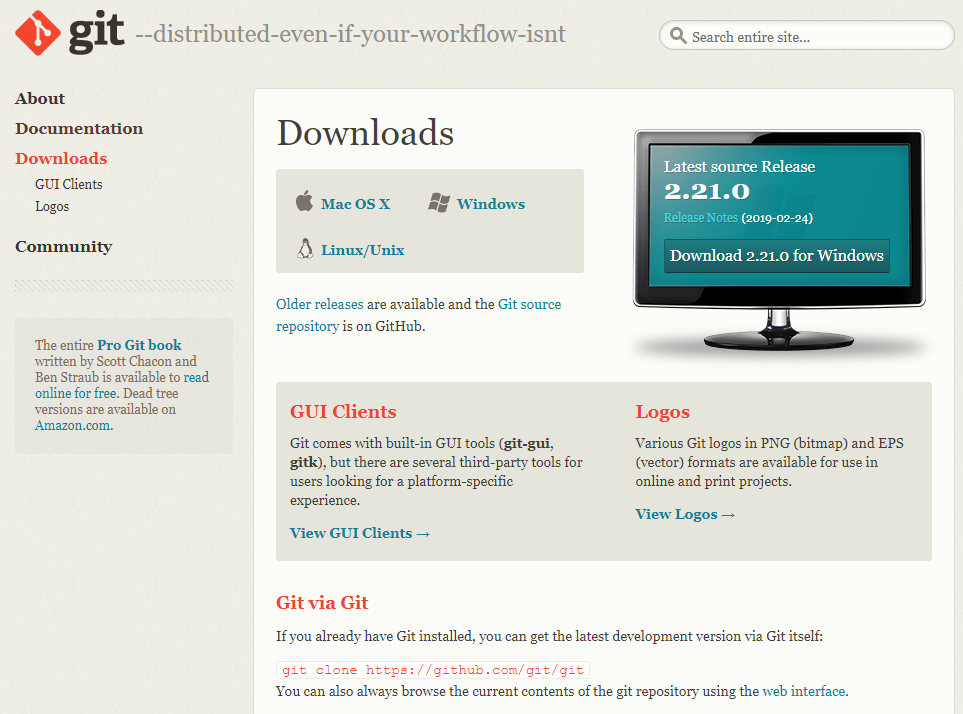 git --distributed-even-if-your-workflow-isnt
Search entire site...
About
Documentation
Downloads
GUI Clients
Logos
Community
The entire Pro Git book
written by Scott Chacon and
Ben Straub is available to read
online for free. Dead tree
versions are available on
Amazon.com.
Downloads
Mac OS X
Windows
Linux/Unix
Older releases are available and the Git source
repository is on GitHub.
Latest source Release
2.21.0
Release Notes (2019-02-24)
Download 2.21.0 for Windows
GUI Clients
Git comes with built-in GUI tools (git-gui,
gitk), but there are several third-party tools for
users looking for a platform-specific
experience.
View GUI Clients →
Logos
Various Git logos in PNG (bitmap) and EPS
(vector) formats are available for use in
online and print projects.
View Logos →
Git via Git
If you already have Git installed, you can get the latest development version via Git itself:
git clone https://github.com/git/git
You can also always browse the current contents of the git repository using the web interface.